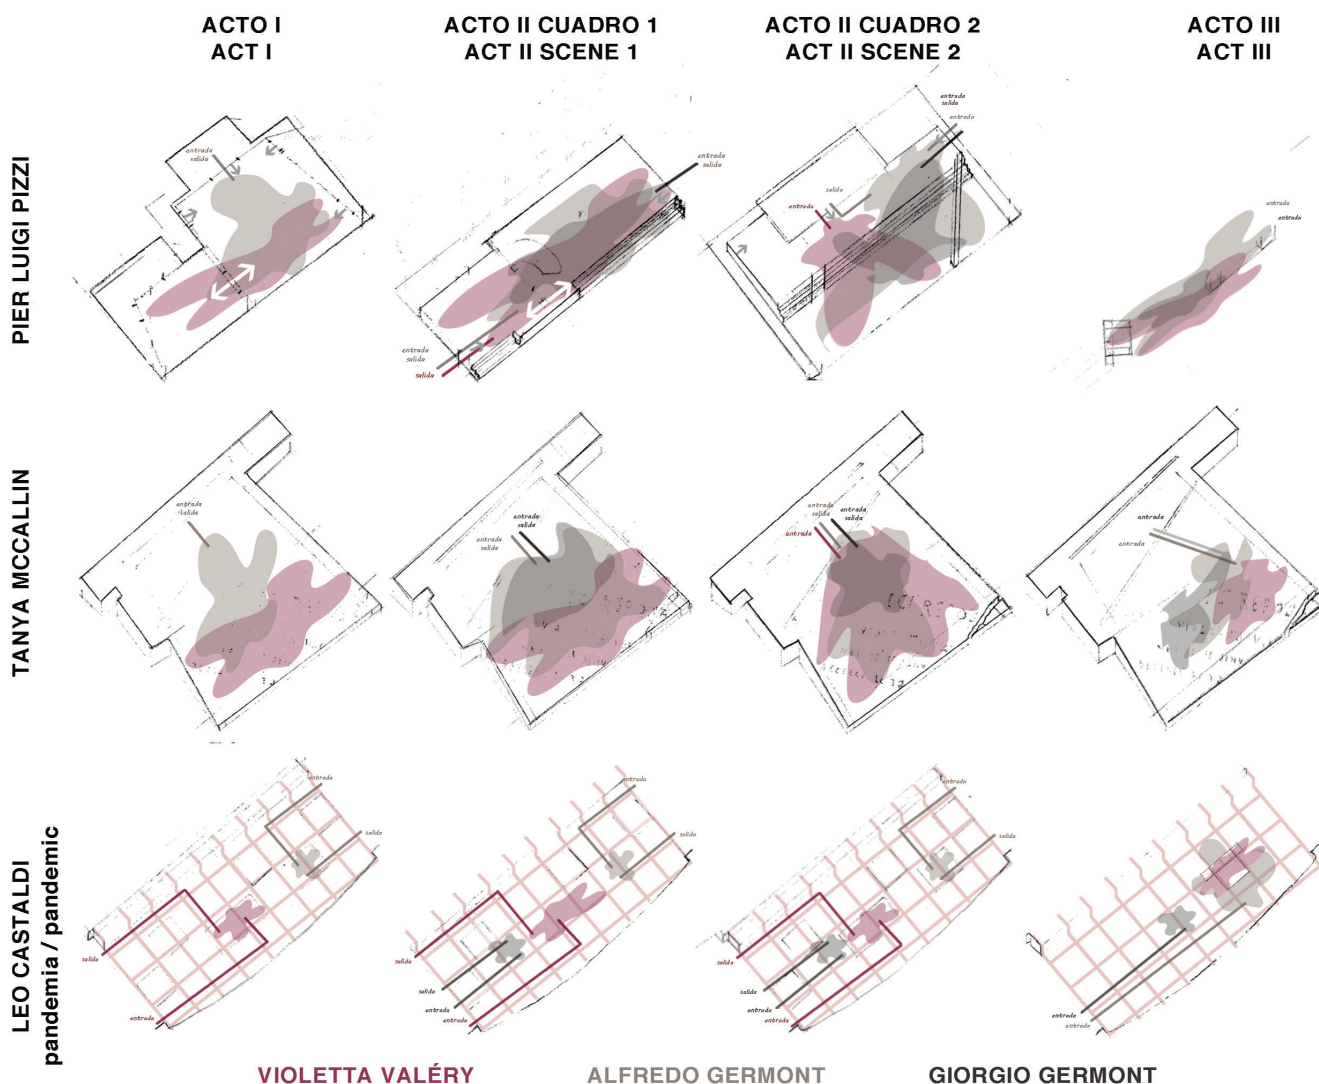 ACTO I
ACT I
ACTO II CUADRO 1
ACT II SCENE 1
ACTO II CUADRO 2
ACT II SCENE 2
ACTO III
ACT III
PIER LUIGI PIZZI
entrada
salida
entrada
salida
entrada
salida
salida
entrada
salida
entrada
salida
entrada
entrada
entrada
TANYA MCCALLIN
entrada
salida
entrada
salida
entrada
salida
entrada
salida
entrada
salida
entrada
entrada
entrada
LEO CASTALDI
pandemia / pandemic
entrada
salida
salida
entrada
entrada
salida
salida
salida
entrada
entrada
entrada
salida
salida
salida
entrada
entrada
entrada
entrada
VIOLETTA VALÉRY
ALFREDO GERMONT
GIORGIO GERMONT